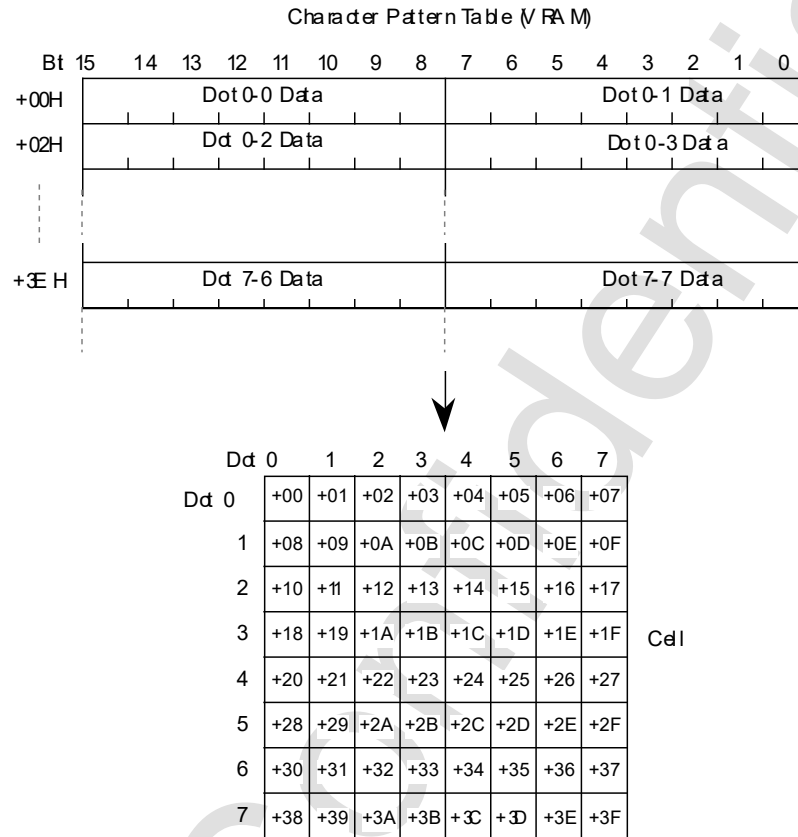 Character Pattern Table (VRAM)
Bit 15 14 13 12 11 10 9 8 7 6 5 4 3 2 1 0
+00H Dot 0-0 Data Dot 0-1 Data
+02H Dot 0-2 Data Dot 0-3 Data
+3EH Dot 7-6 Data Dot 7-7 Data
Dot 0 1 2 3 4 5 6 7
Dot 0 +00 +01 +02 +03 +04 +05 +06 +07
1 +08 +09 +0A +0B +0C +0D +0E +0F
2 +10 +11 +12 +13 +14 +15 +16 +17
3 +18 +19 +1A +1B +1C +1D +1E +1F Cell
4 +20 +21 +22 +23 +24 +25 +26 +27
5 +28 +29 +2A +2B +2C +2D +2E +2F
6 +30 +31 +32 +33 +34 +35 +36 +37
7 +38 +39 +3A +3B +3C +3D +3E +3F
Confidenti